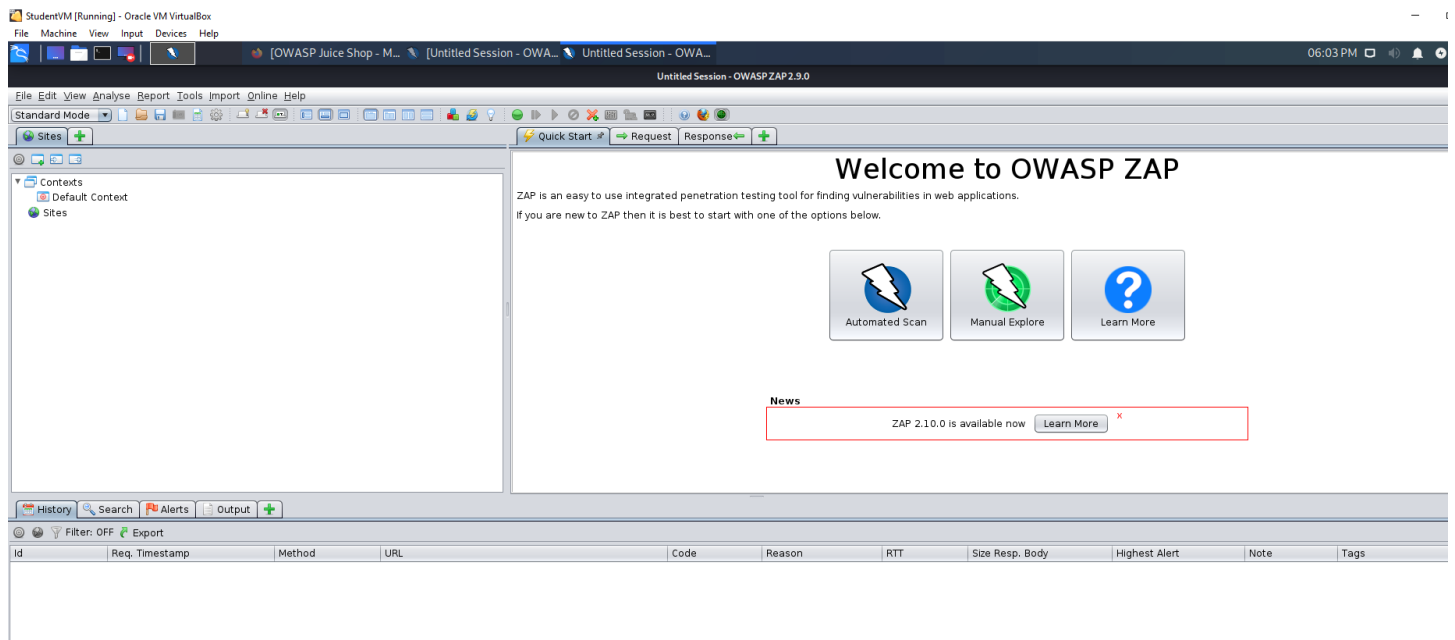 StudentVM [Running] - Oracle VM VirtualBox
File Machine View Input Devices Help
[OWASP Juice Shop - M... [Untitled Session - OWA... Untitled Session - OWA... 06:03 PM
Untitled Session - OWASP ZAP 2.9.0
File Edit View Analyse Report Tools Import Online Help
Standard Mode
Sites Quick Start Request Response
Contexts
Default Context
Sites
Welcome to OWASP ZAP
ZAP is an easy to use integrated penetration testing tool for finding vulnerabilities in web applications.
If you are new to ZAP then it is best to start with one of the options below.
Automated Scan Manual Explore Learn More
News
ZAP 2.10.0 is available now Learn More x
History Search Alerts Output
Filter: OFF Export
Id Req. Timestamp Method URL Code Reason RTT Size Resp. Body Highest Alert Note Tags